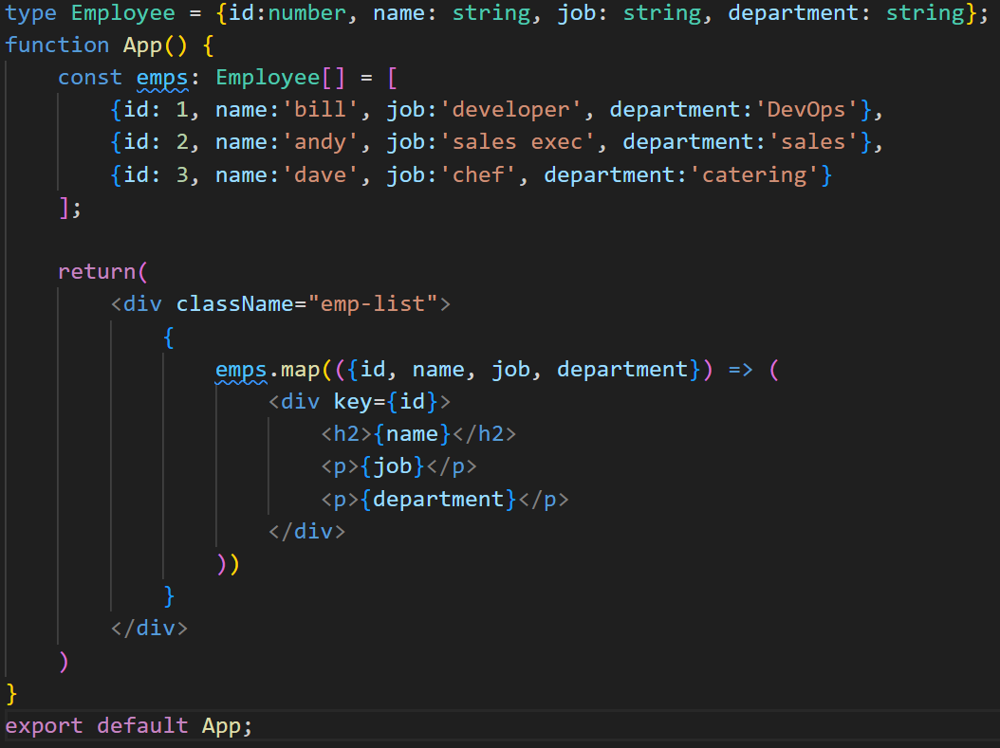 type Employee = {id:number, name: string, job: string, department: string};
function App() {
    const emps: Employee[] = [
        {id: 1, name:'bill', job:'developer', department:'DevOps'},
        {id: 2, name:'andy', job:'sales exec', department:'sales'},
        {id: 3, name:'dave', job:'chef', department:'catering'}
    ];
    return(
        <div className="emp-list">
            {
                emps.map(({id, name, job, department}) => (
                    <div key={id}>
                        <h2>{name}</h2>
                        <p>{job}</p>
                        <p>{department}</p>
                    </div>
                ))
            }
        </div>
    )
}
export default App;